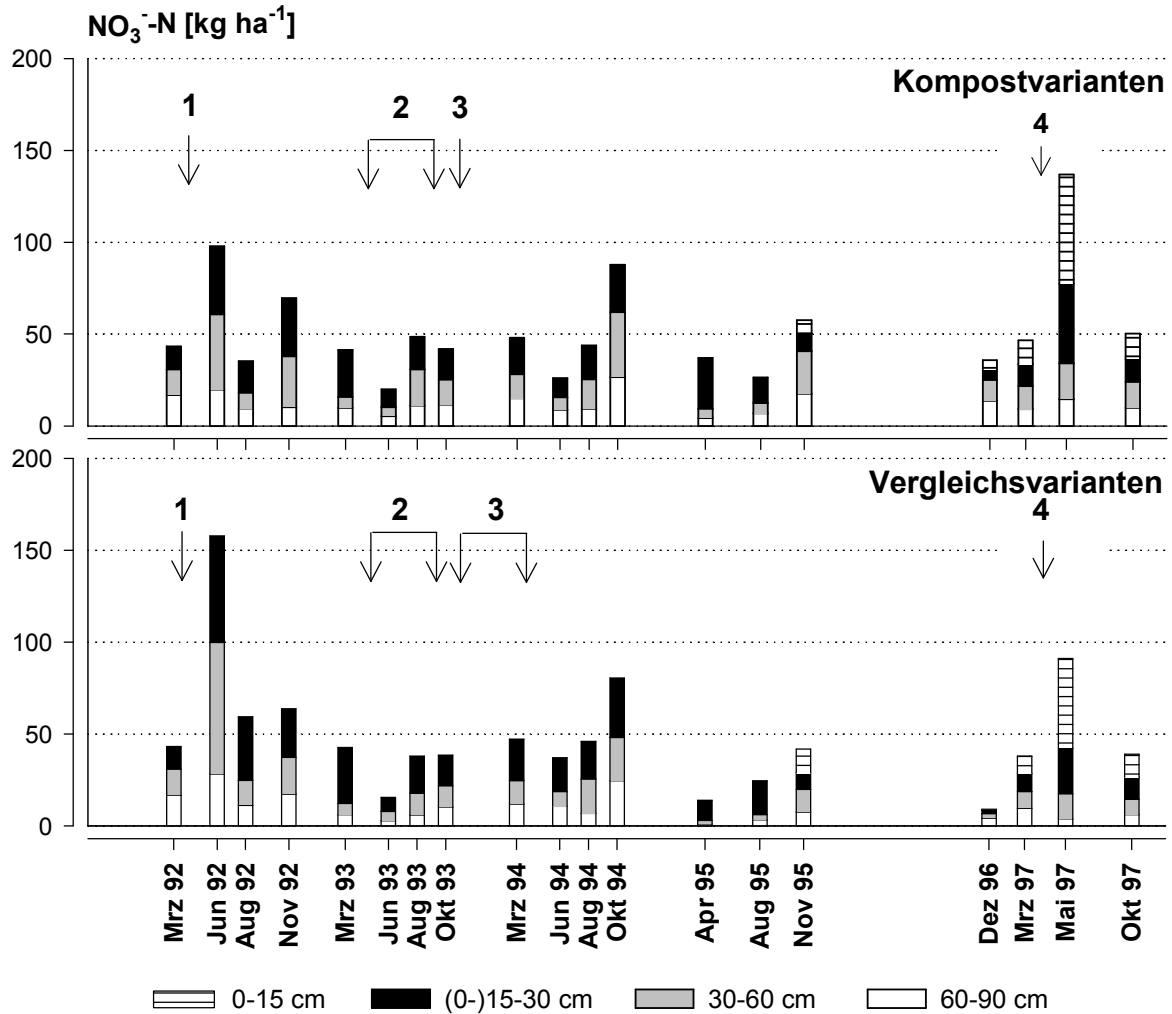 NO₃⁻-N [kg ha⁻¹]
200
Kompostvarianten
1
2
3
4
150
100
50
0
200
Vergleichsvarianten
1
2
3
4
150
100
50
0
Mrz 92
Jun 92
Aug 92
Nov 92
Mrz 93
Jun 93
Aug 93
Okt 93
Mrz 94
Jun 94
Aug 94
Okt 94
Apr 95
Aug 95
Nov 95
Dez 96
Mrz 97
Mai 97
Okt 97
0-15 cm (0-)15-30 cm 30-60 cm 60-90 cm